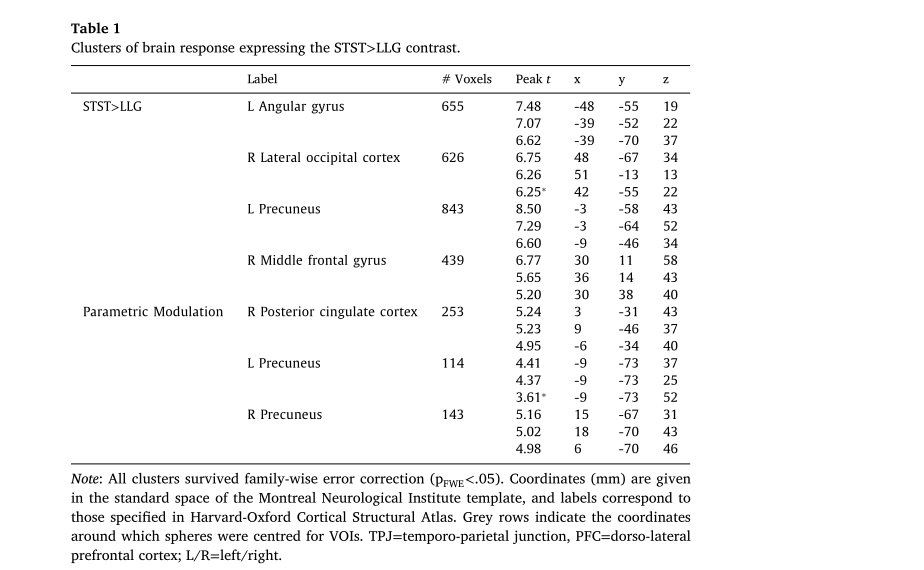 Table 1
Clusters of brain response expressing the STST>LLG contrast.
Label # Voxels Peak t x y z
STST>LLG L Angular gyrus 655 7.48 -48 -55 19
7.07 -39 -52 22
6.62 -39 -70 37
R Lateral occipital cortex 626 6.75 48 -67 34
6.26 51 -13 13
6.25* 42 -55 22
L Precuneus 843 8.50 -3 -58 43
7.29 -3 -64 52
6.60 -9 -46 34
R Middle frontal gyrus 439 6.77 30 11 58
5.65 36 14 43
5.20 30 38 40
Parametric Modulation R Posterior cingulate cortex 253 5.24 3 -31 43
5.23 9 -46 37
4.95 -6 -34 40
L Precuneus 114 4.41 -9 -73 37
4.37 -9 -73 25
3.61* -9 -73 52
R Precuneus 143 5.16 15 -67 31
5.02 18 -70 43
4.98 6 -70 46
Note: All clusters survived family-wise error correction (pFWE<.05). Coordinates (mm) are given
in the standard space of the Montreal Neurological Institute template, and labels correspond to
those specified in Harvard-Oxford Cortical Structural Atlas. Grey rows indicate the coordinates
around which spheres were centred for VOIs. TPJ=temporo-parietal junction, PFC=dorso-lateral
prefrontal cortex; L/R=left/right.